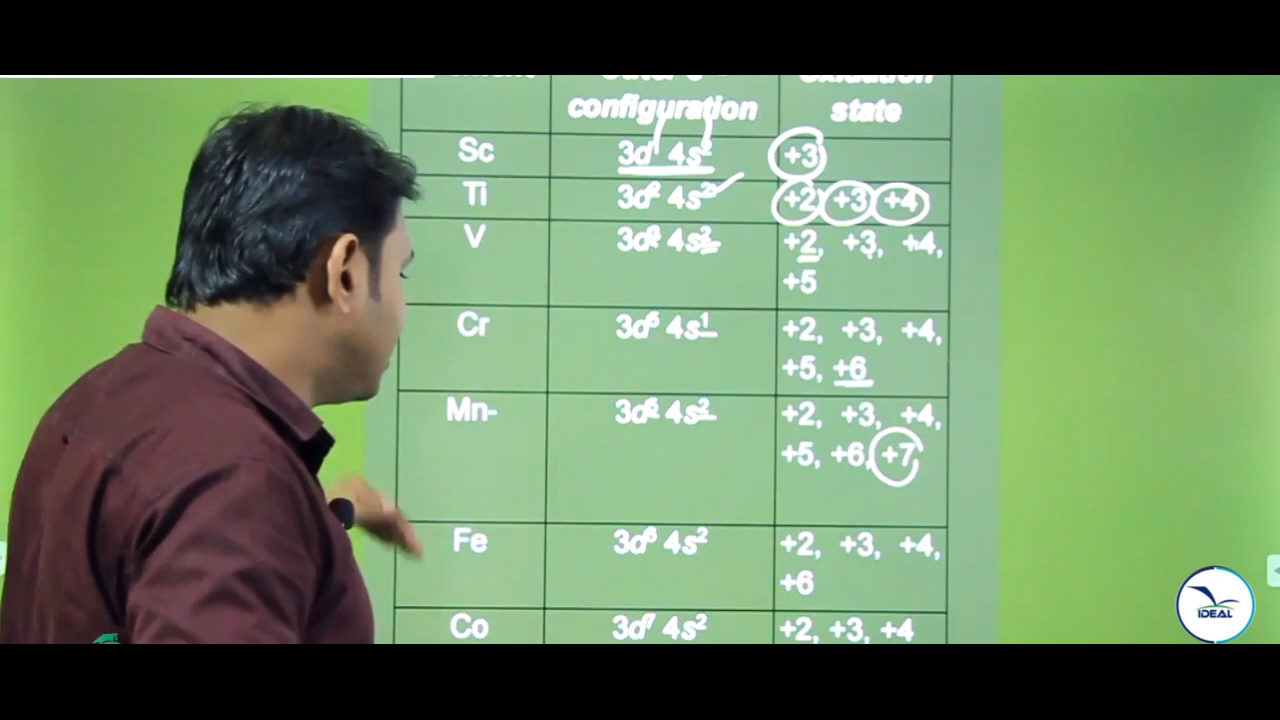 configuration
state
Sc 3d¹ 4s² +3
Ti 3d² 4s² +2, +3, +4
V 4s² +2, +3, +4,
+5
Cr 3d⁵ 4s¹ +2, +3, +4,
+5, +6
Mn- 4s² +2, +3, +4,
+5, +6, +7
Fe 3d⁶ 4s² +2, +3, +4,
+6
Co 3d⁷ 4s² +2, +3, +4
IDEAL